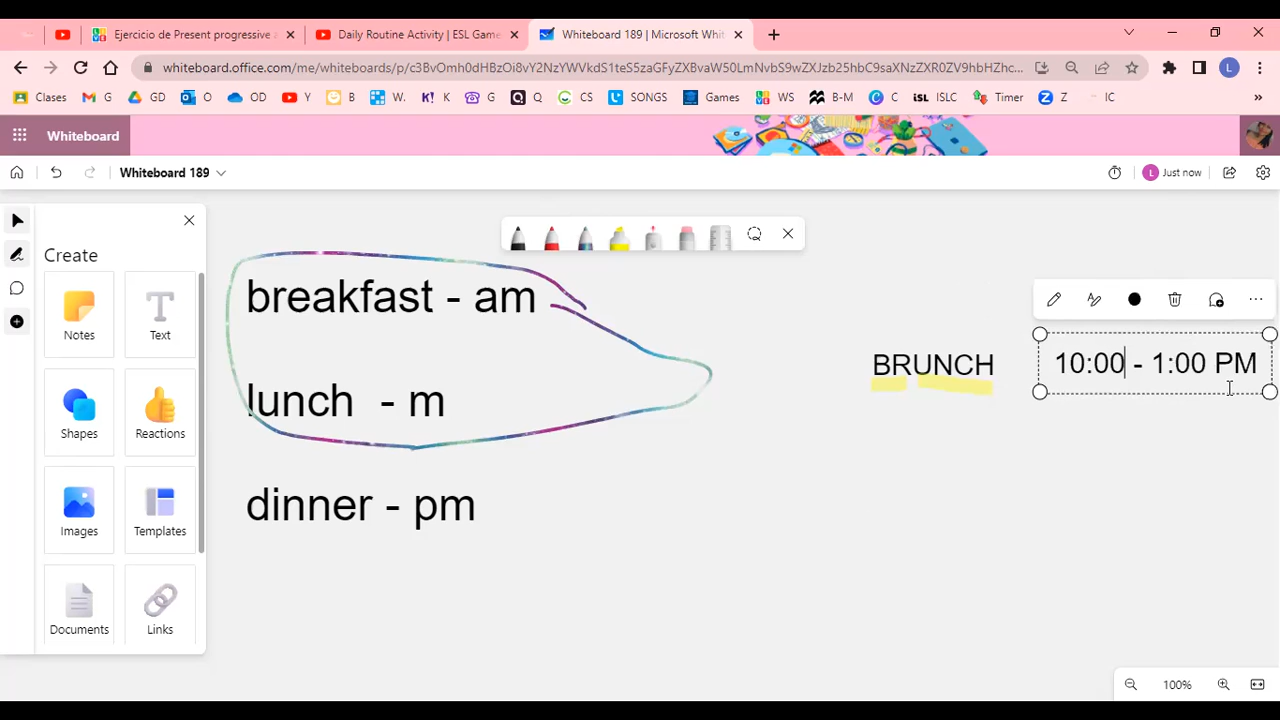 Ejercicio de Present progressive a
Daily Routine Activity | ESL Game
Whiteboard 189 | Microsoft Whit
whiteboard.office.com/me/whiteboards/p/c3BvOmh0dHBzOi8vY2NzYWVkdS1teS5zaGFyZXBvaW50LmNvbS9wZXJzb25hbC9saXNzZXR0ZV9hbHZhc...
Clases
G
GD
O
OD
Y
B
W.
K
G
Q
CS
SONGS
Games
WS
B-M
C
ISLC
Timer
Z
IC
»
Whiteboard
Whiteboard 189
L Just now
Create
Notes
Text
Shapes
Reactions
Images
Templates
Documents
Links
breakfast - am
lunch - m
dinner - pm
BRUNCH
10:00 - 1:00 PM
100%